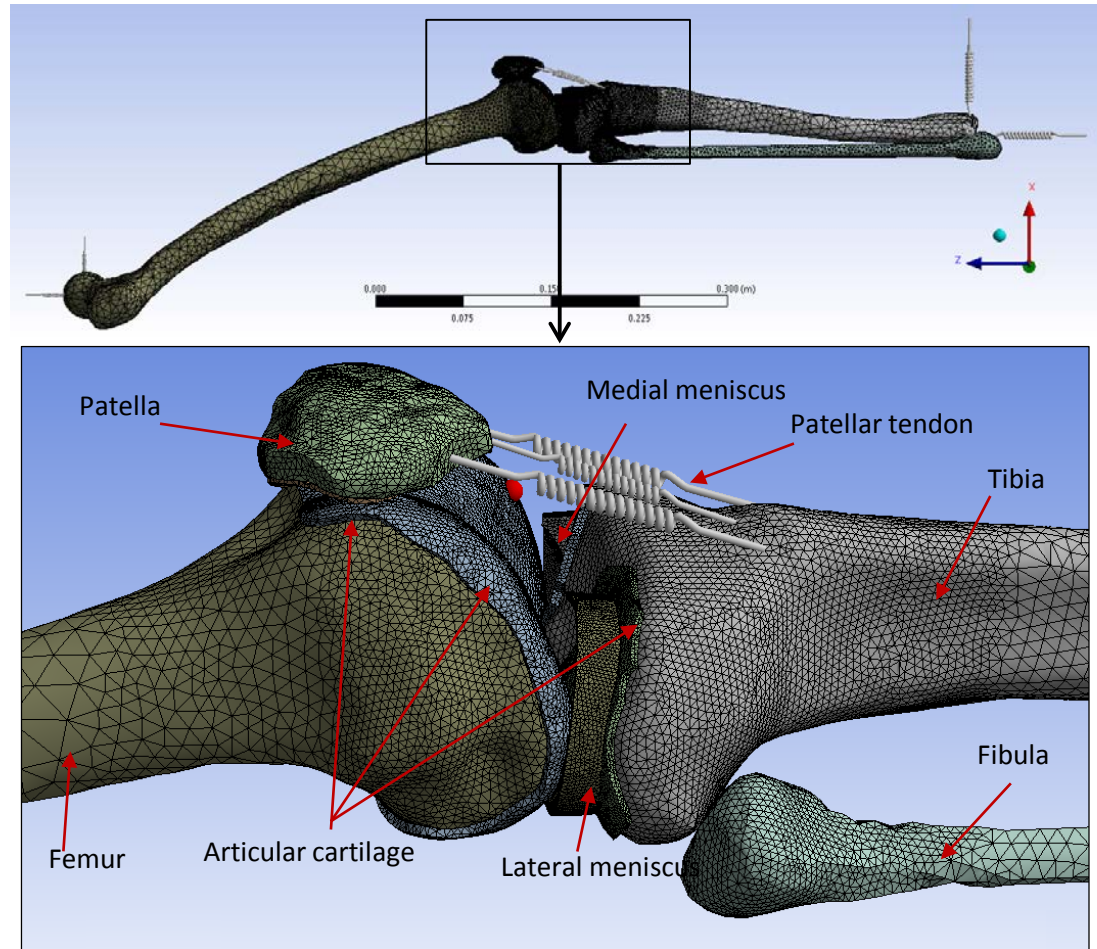 X
Z
0.000
0.15
0.300 (m)
0.075
0.225
Medial meniscus
Patella
Patellar tendon
Tibia
Fibula
Femur
Articular cartilage
Lateral meniscus